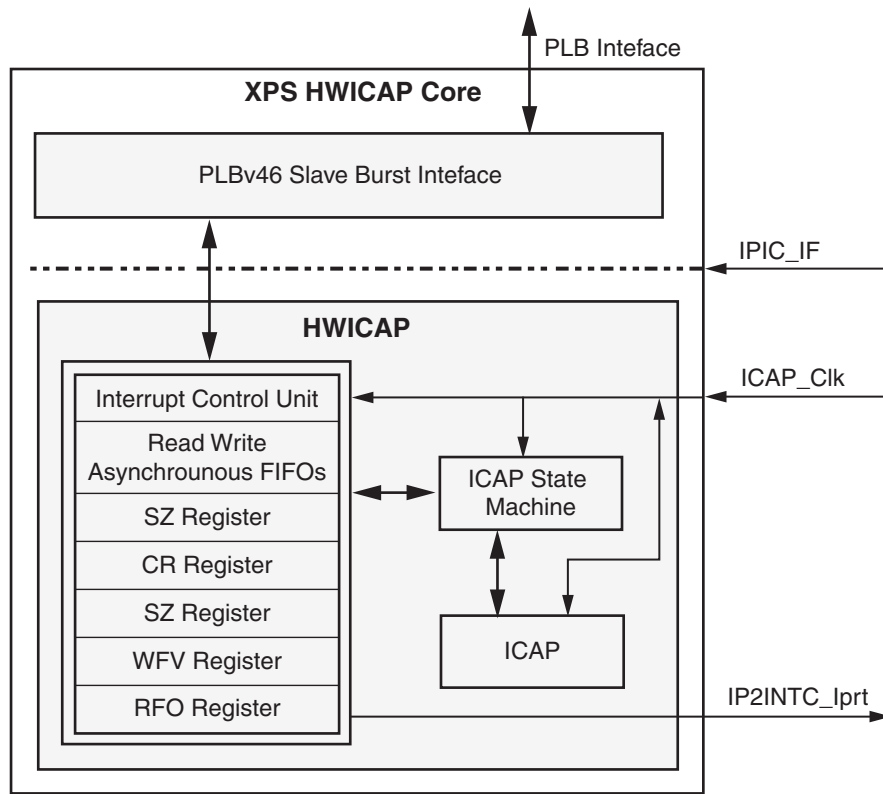 PLB Inteface
XPS HWICAP Core
PLBv46 Slave Burst Inteface
IPIC_IF
HWICAP
ICAP_Clk
Interrupt Control Unit
Read Write
Asynchrounous FIFOs
ICAP State
Machine
SZ Register
CR Register
SZ Register
WFV Register
ICAP
RFO Register
IP2INTC_Iprt